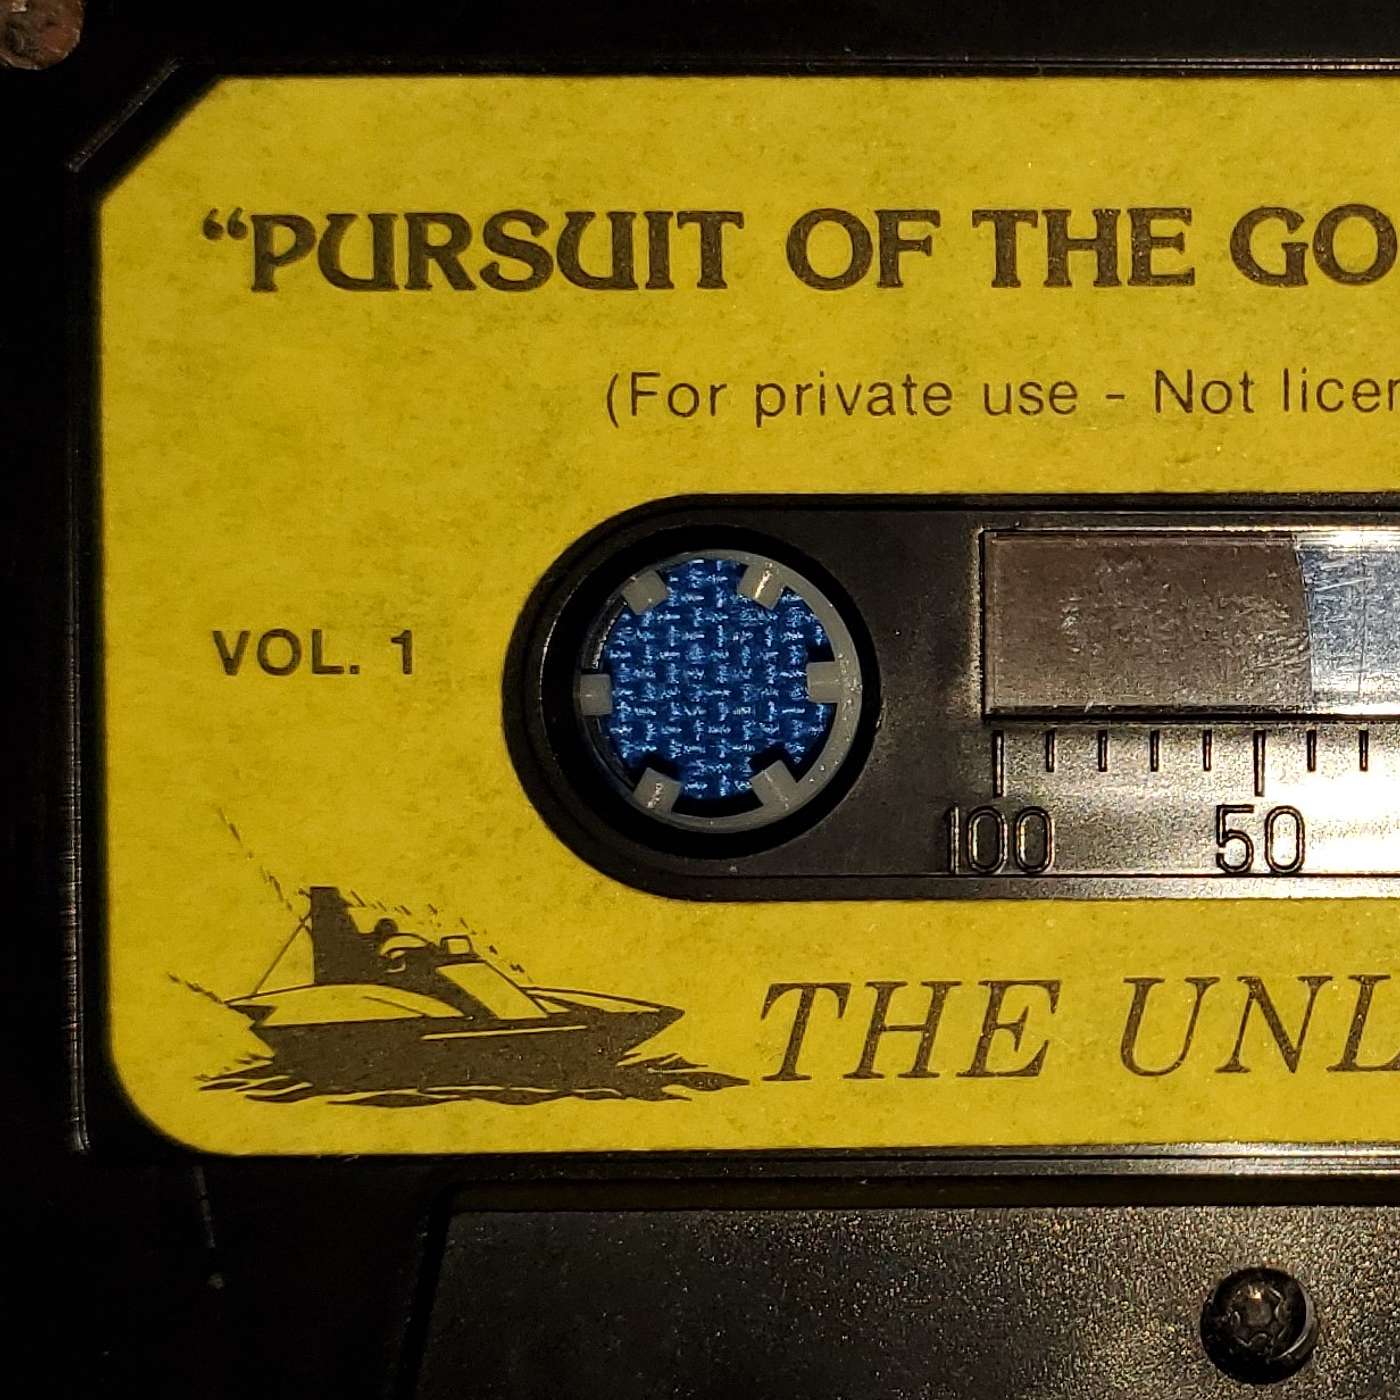 “PURSUIT OF THE GO
(For private use - Not licen
VOL. 1
100 50
THE UNL